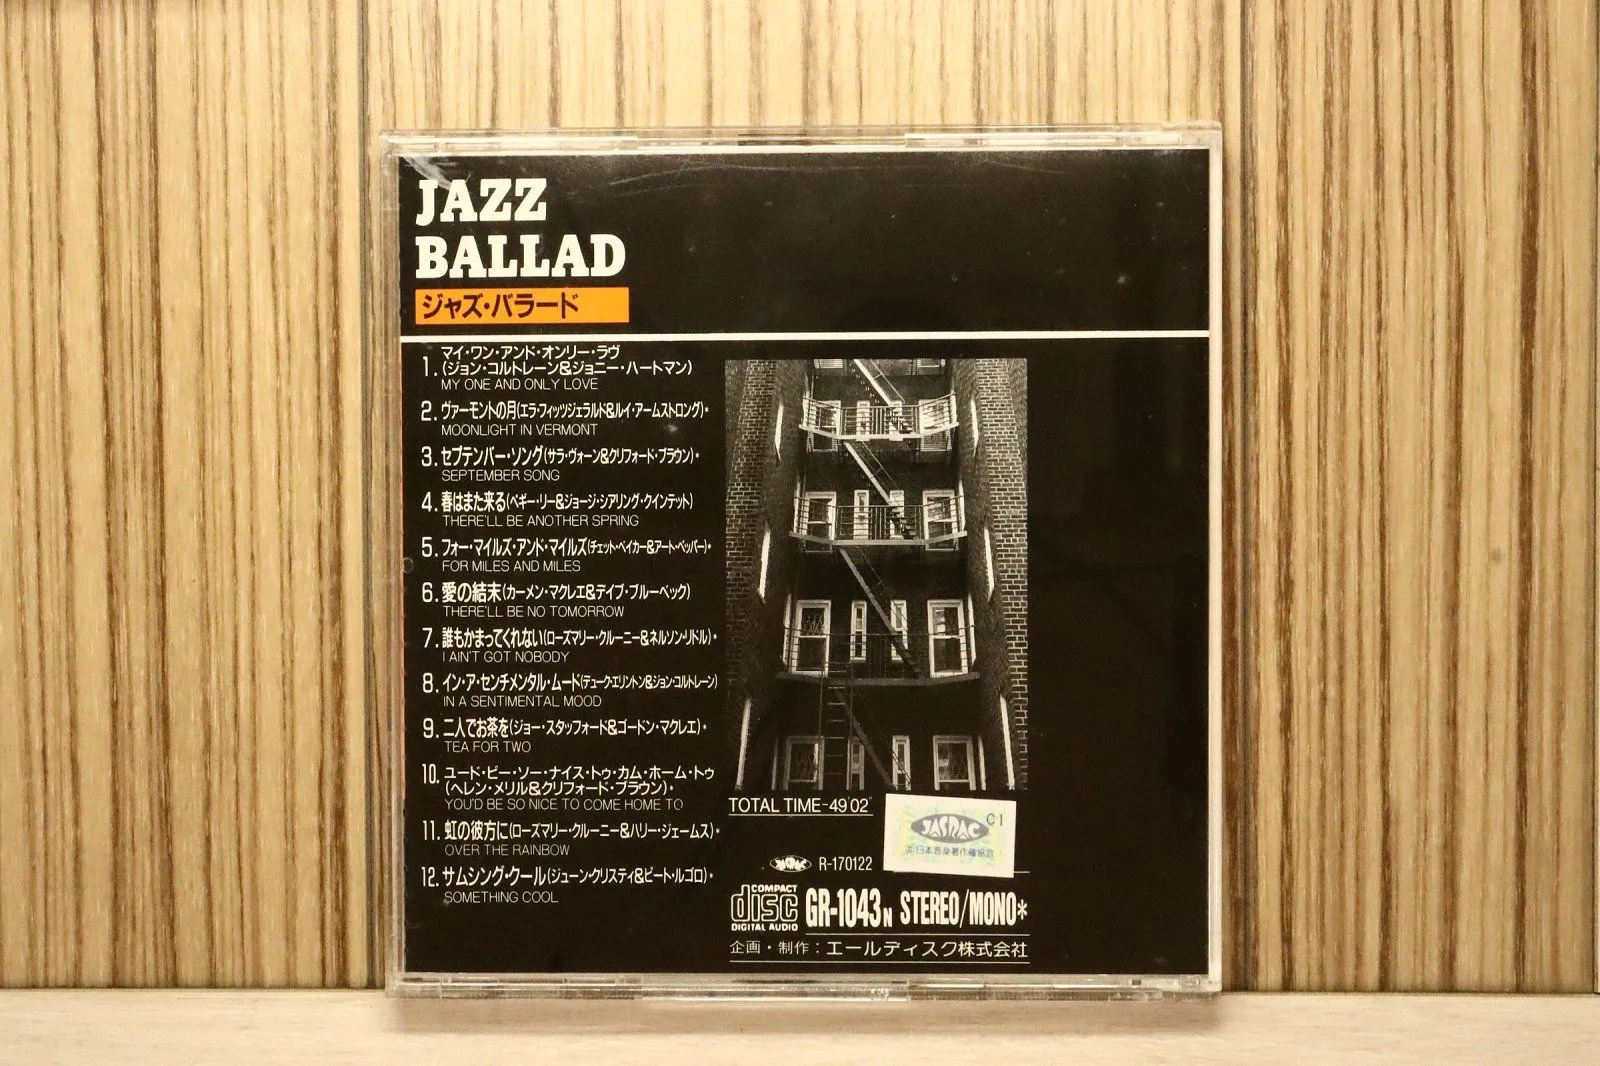 JAZZ
BALLAD
ジャズ・バラード
1. マイ・ワン・アンド・オンリー・ラヴ
(ジョン・コルトレーン&ジョニー・ハートマン)
MY ONE AND ONLY LOVE
2. ヴァーモントの月(エラ・フィッツジェラルド&ルイ・アームストロング)*
MOONLIGHT IN VERMONT
3. セプテンバー・ソング(サラ・ヴォーン&クリフォード・ブラウン)*
SEPTEMBER SONG
4. 春はまた来る(ペギー・リー&ジョージ・シアリング・クインテット)
THERE'LL BE ANOTHER SPRING
5. フォー・マイルズ・アンド・マイルズ(チェット・ベイカー&アート・ペッパー)*
FOR MILES AND MILES
6. 愛の結末(カーメン・マクレエ&デイブ・ブルーベック)
THERE'LL BE NO TOMORROW
7. 誰もかまってくれない(ローズマリー・クルーニー&ネルソン・リドル)*
I AIN'T GOT NOBODY
8. イン・ア・センチメンタル・ムード(デューク・エリントン&ジョン・コルトレーン)
IN A SENTIMENTAL MOOD
9. 二人でお茶を(ジョー・スタッフォード&ゴードン・マクレエ)*
TEA FOR TWO
10. ユード・ビー・ソー・ナイス・トゥ・カム・ホーム・トゥ
(ヘレン・メリル&クリフォード・ブラウン)*
YOU'D BE SO NICE TO COME HOME TO
11. 虹の彼方に(ローズマリー・クルーニー&ハリー・ジェームス)*
OVER THE RAINBOW
12. サムシング・クール(ジューン・クリスティ&ピート・ルゴロ)*
SOMETHING COOL
TOTAL TIME-49'02"
JASRAC C1
㈳日本音楽著作権協会
JASRAC R-170122
COMPACT
disc
DIGITAL AUDIO
GR-1043N STEREO/MONO*
企画・制作：エールディスク株式会社